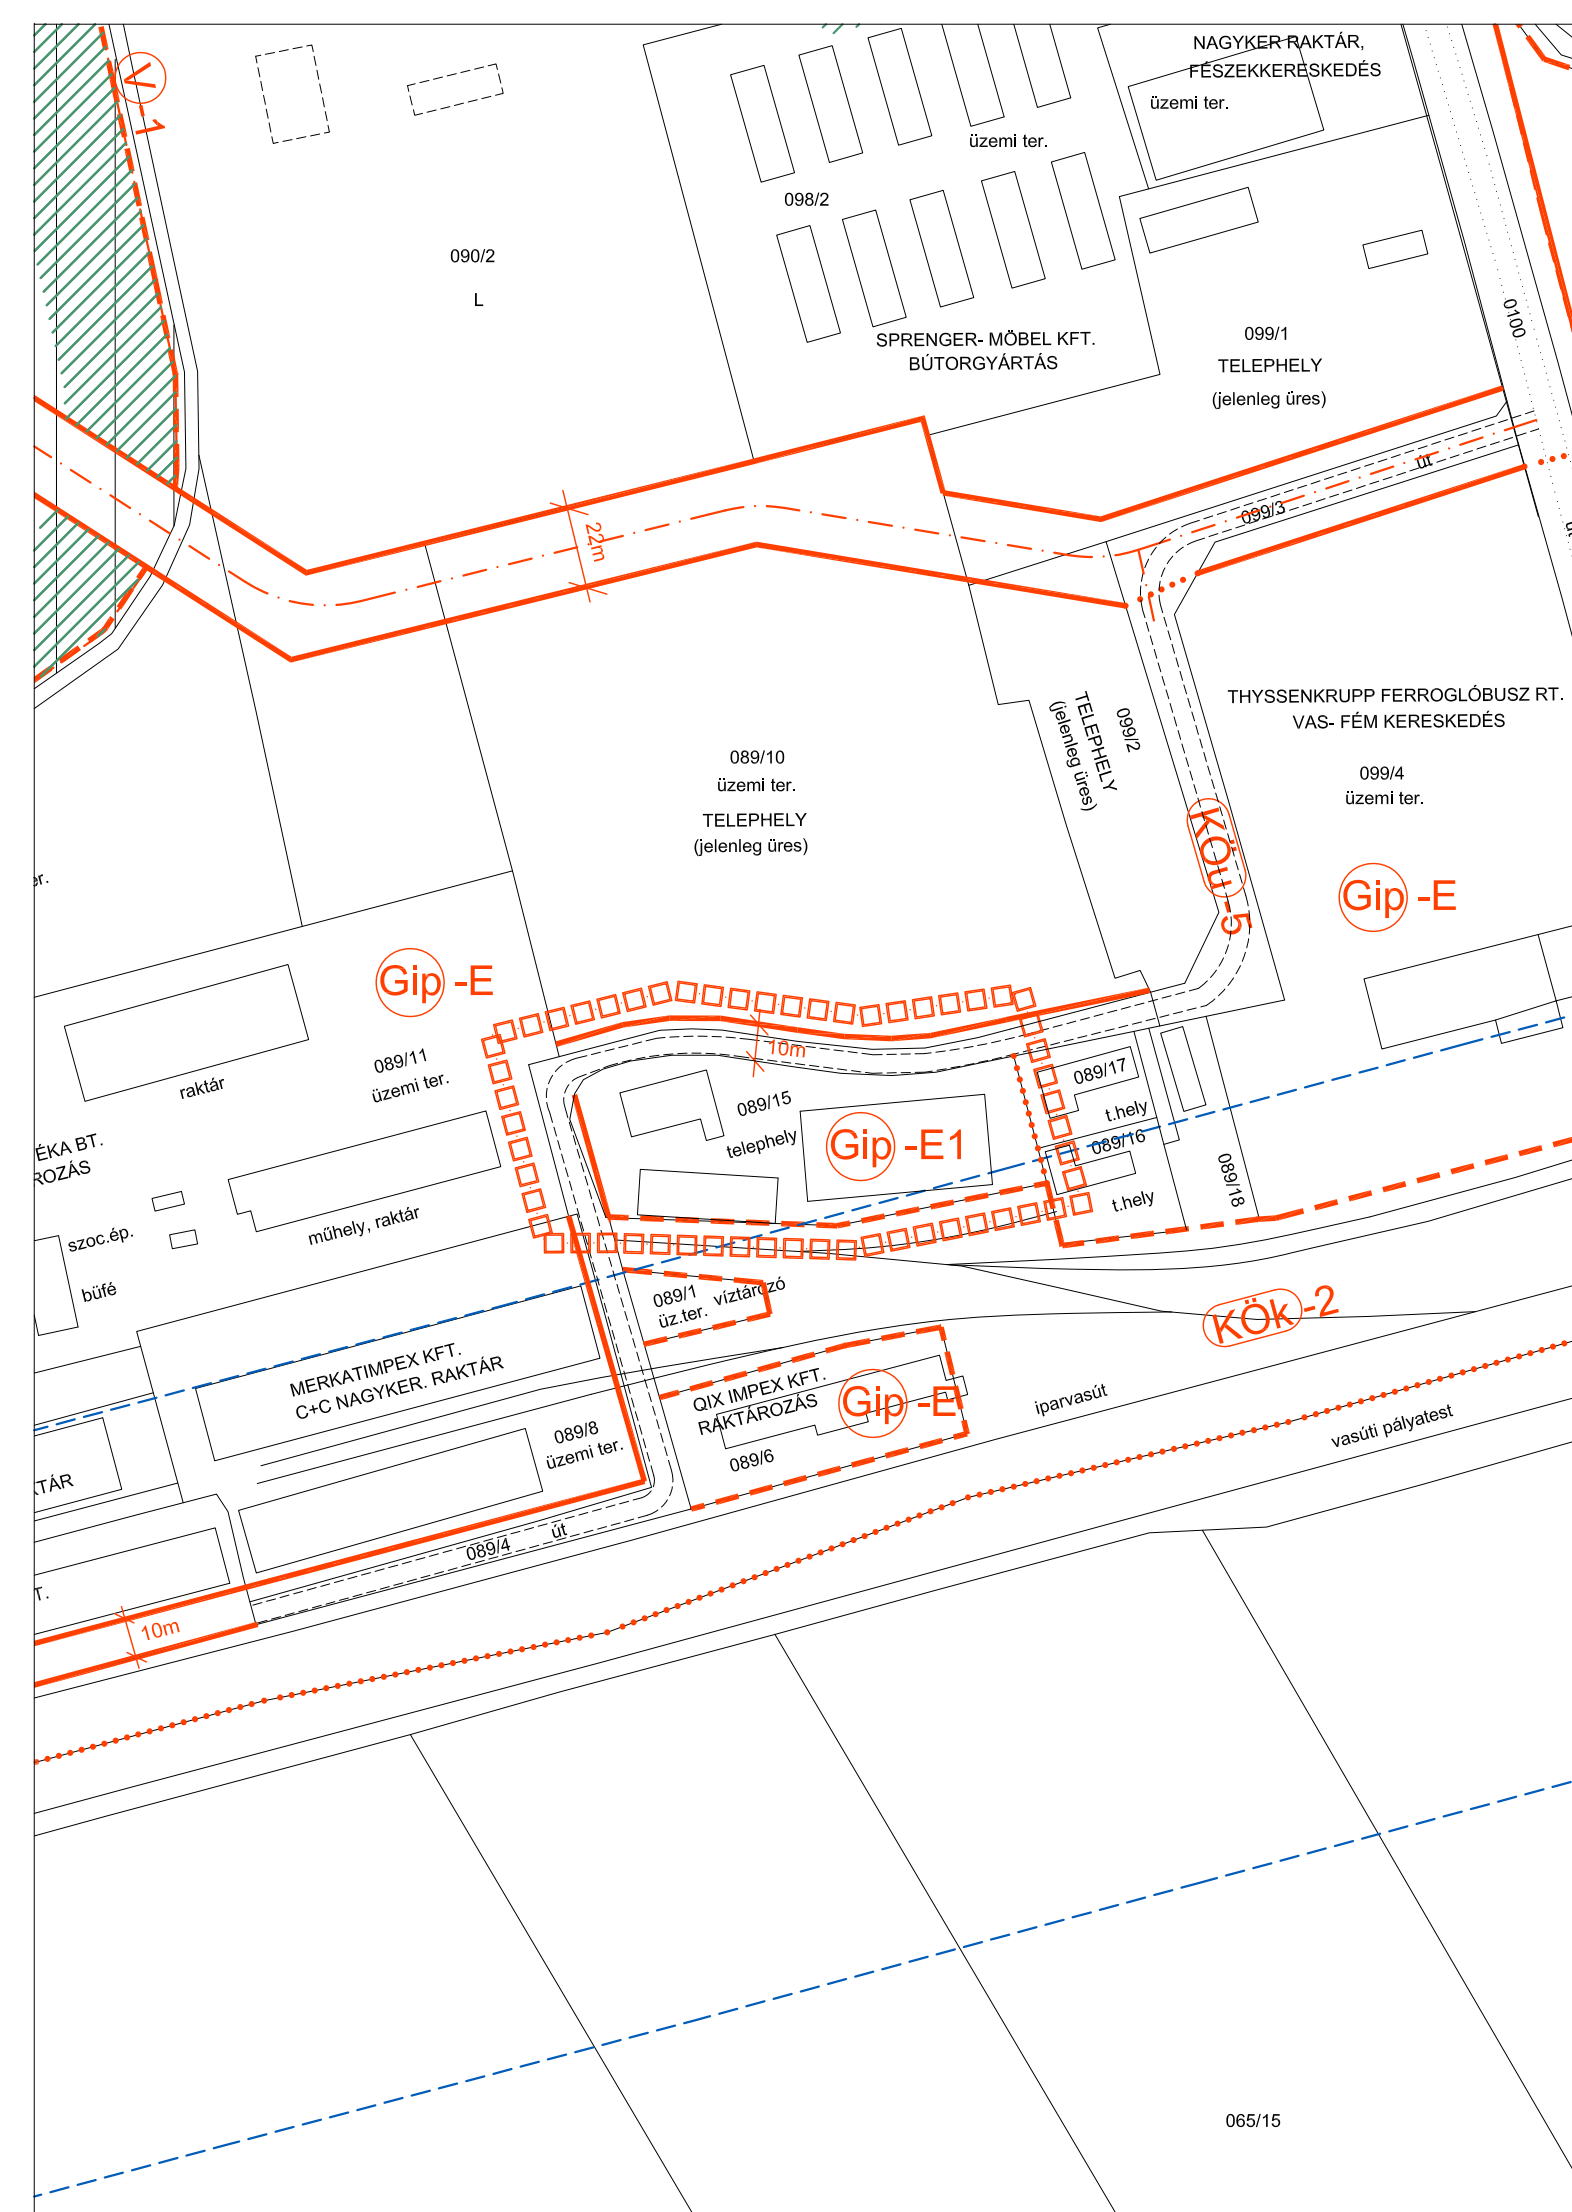 V-1
NAGYKER RAKTÁR,
FÉSZEKKERESKEDÉS
üzemi ter.
üzemi ter.
098/2
090/2
L
SPRENGER- MÖBEL KFT.
BÚTORGYÁRTÁS
099/1
TELEPHELY
(jelenleg üres)
0100
út
099/3
22m
THYSSENKRUPP FERROGLÓBUSZ RT.
VAS- FÉM KERESKEDÉS
099/4
üzemi ter.
099/2
TELEPHELY
(jelenleg üres)
089/10
üzemi ter.
TELEPHELY
(jelenleg üres)
KÖu-5
Gip -E
er.
Gip -E
089/11
üzemi ter.
raktár
10m
089/15
telephely
Gip -E1
089/17
t.hely
089/16
t.hely
089/18
ÉKA BT.
ROZÁS
műhely, raktár
szoc.ép.
büfé
089/1
üz.ter. víztározó
KÖk-2
MERKATIMPEX KFT.
C+C NAGYKER. RAKTÁR
QIX IMPEX KFT.
RAKTÁROZÁS
Gip -E
089/6
iparvasút
vasúti pályatest
089/8
üzemi ter.
KTÁR
089/4
út
T.
10m
065/15